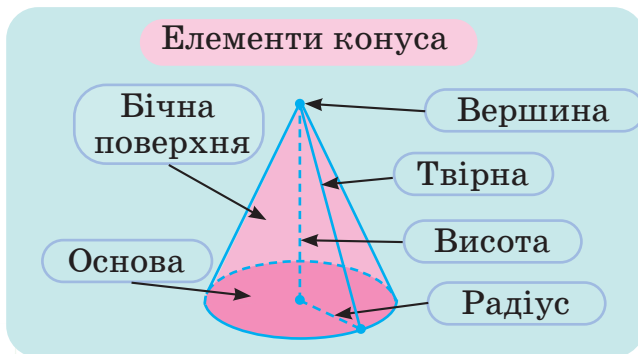 Елементи конуса
Бічна
поверхня
Вершина
Твірна
Висота
Основа
Радіус